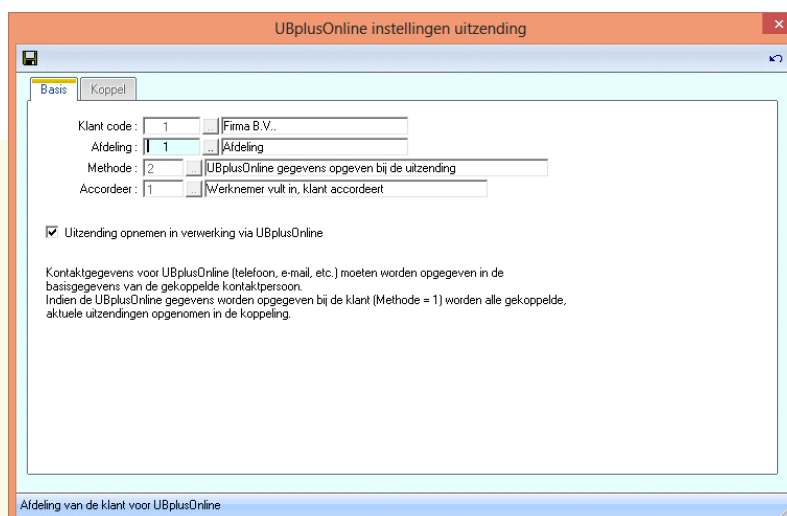 UBplusOnline instellingen uitzending
Basis Koppel
Klant code : 1 .. Firma B.V..
Afdeling : 1 .. Afdeling
Methode : 2 .. UBplusOnline gegevens opgeven bij de uitzending
Accordeer : 1 .. Werknemer vult in, klant accordeert
Uitzending opnemen in verwerking via UBplusOnline
Kontaktgegevens voor UBplusOnline (telefoon, e-mail, etc.) moeten worden opgegeven in de
basisgegevens van de gekoppelde kontaktpersoon.
Indien de UBplusOnline gegevens worden opgegeven bij de klant (Methode = 1) worden alle gekoppelde,
aktuele uitzendingen opgenomen in de koppeling.
Afdeling van de klant voor UBplusOnline